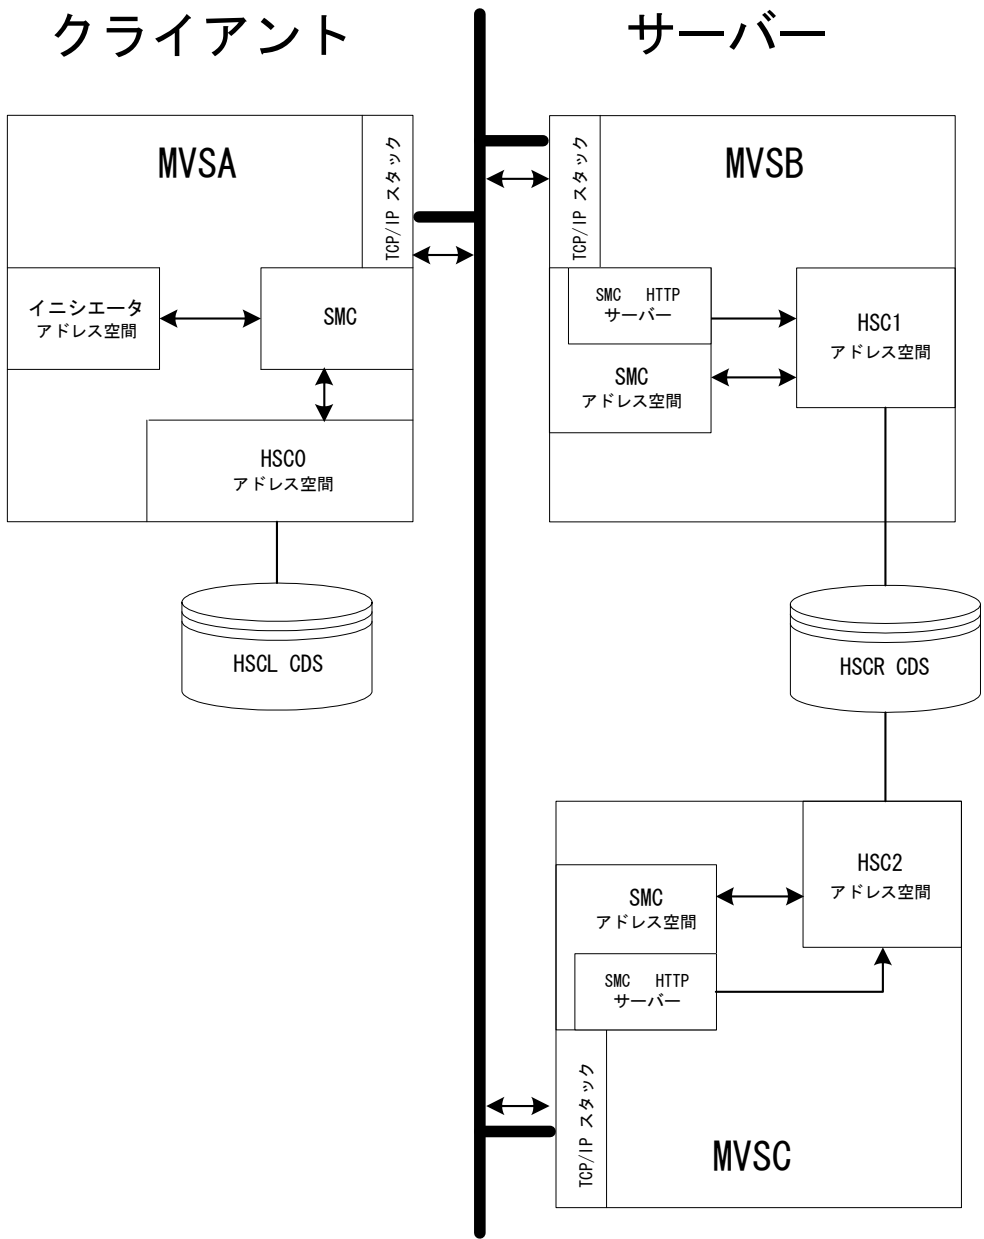 クライアント
サーバー
MVSA
TCP/IP スタック
イニシエータ
アドレス空間
SMC
HSC0
アドレス空間
HSCL CDS
TCP/IP スタック
MVSB
SMC HTTP
サーバー
SMC
アドレス空間
HSC1
アドレス空間
HSCR CDS
HSC2
アドレス空間
SMC
アドレス空間
SMC HTTP
サーバー
TCP/IP スタック
MVSC